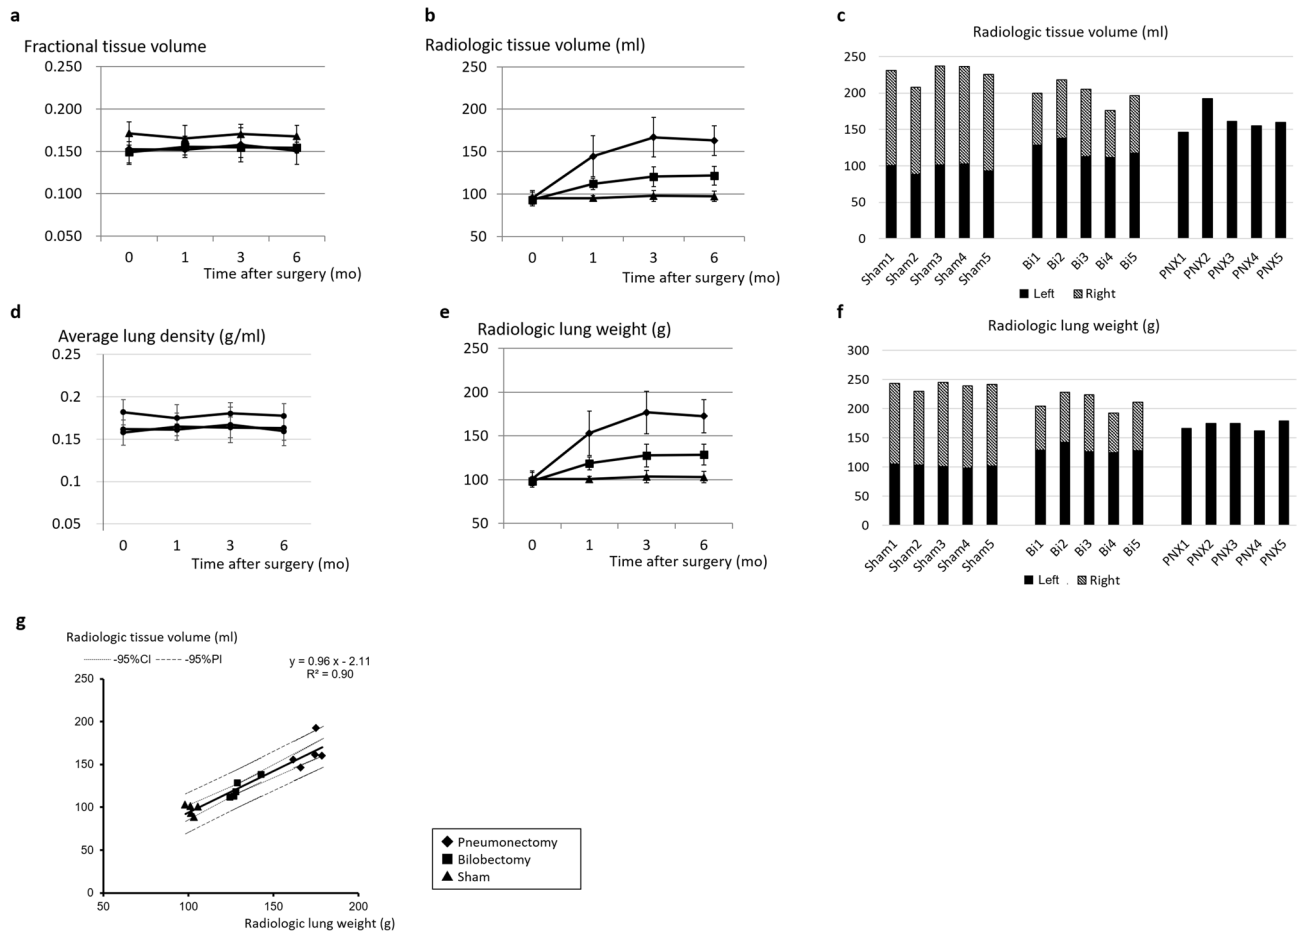 a
Fractional tissue volume
0.250
0.200
0.150
0.100
0.050
0 1 3 6
Time after surgery (mo)
b
Radiologic tissue volume (ml)
250
200
150
100
50
0 1 3 6
Time after surgery (mo)
c
Radiologic tissue volume (ml)
250
200
150
100
50
0
Sham1 Sham2 Sham3 Sham4 Sham5 Bi1 Bi2 Bi3 Bi4 Bi5 PNX1 PNX2 PNX3 PNX4 PNX5
Left Right
d
Average lung density (g/ml)
0.25
0.2
0.15
0.1
0.05
0 1 3 6
Time after surgery (mo)
e
Radiologic lung weight (g)
250
200
150
100
50
0 1 3 6
Time after surgery (mo)
f
Radiologic lung weight (g)
300
250
200
150
100
50
0
Sham1 Sham2 Sham3 Sham4 Sham5 Bi1 Bi2 Bi3 Bi4 Bi5 PNX1 PNX2 PNX3 PNX4 PNX5
Left Right
g
Radiologic tissue volume (ml)
-95%CI -95%PI
y = 0.96 x - 2.11
R² = 0.90
250
200
150
100
50
0
50 100 150 200
Radiologic lung weight (g)
Pneumonectomy
Bilobectomy
Sham